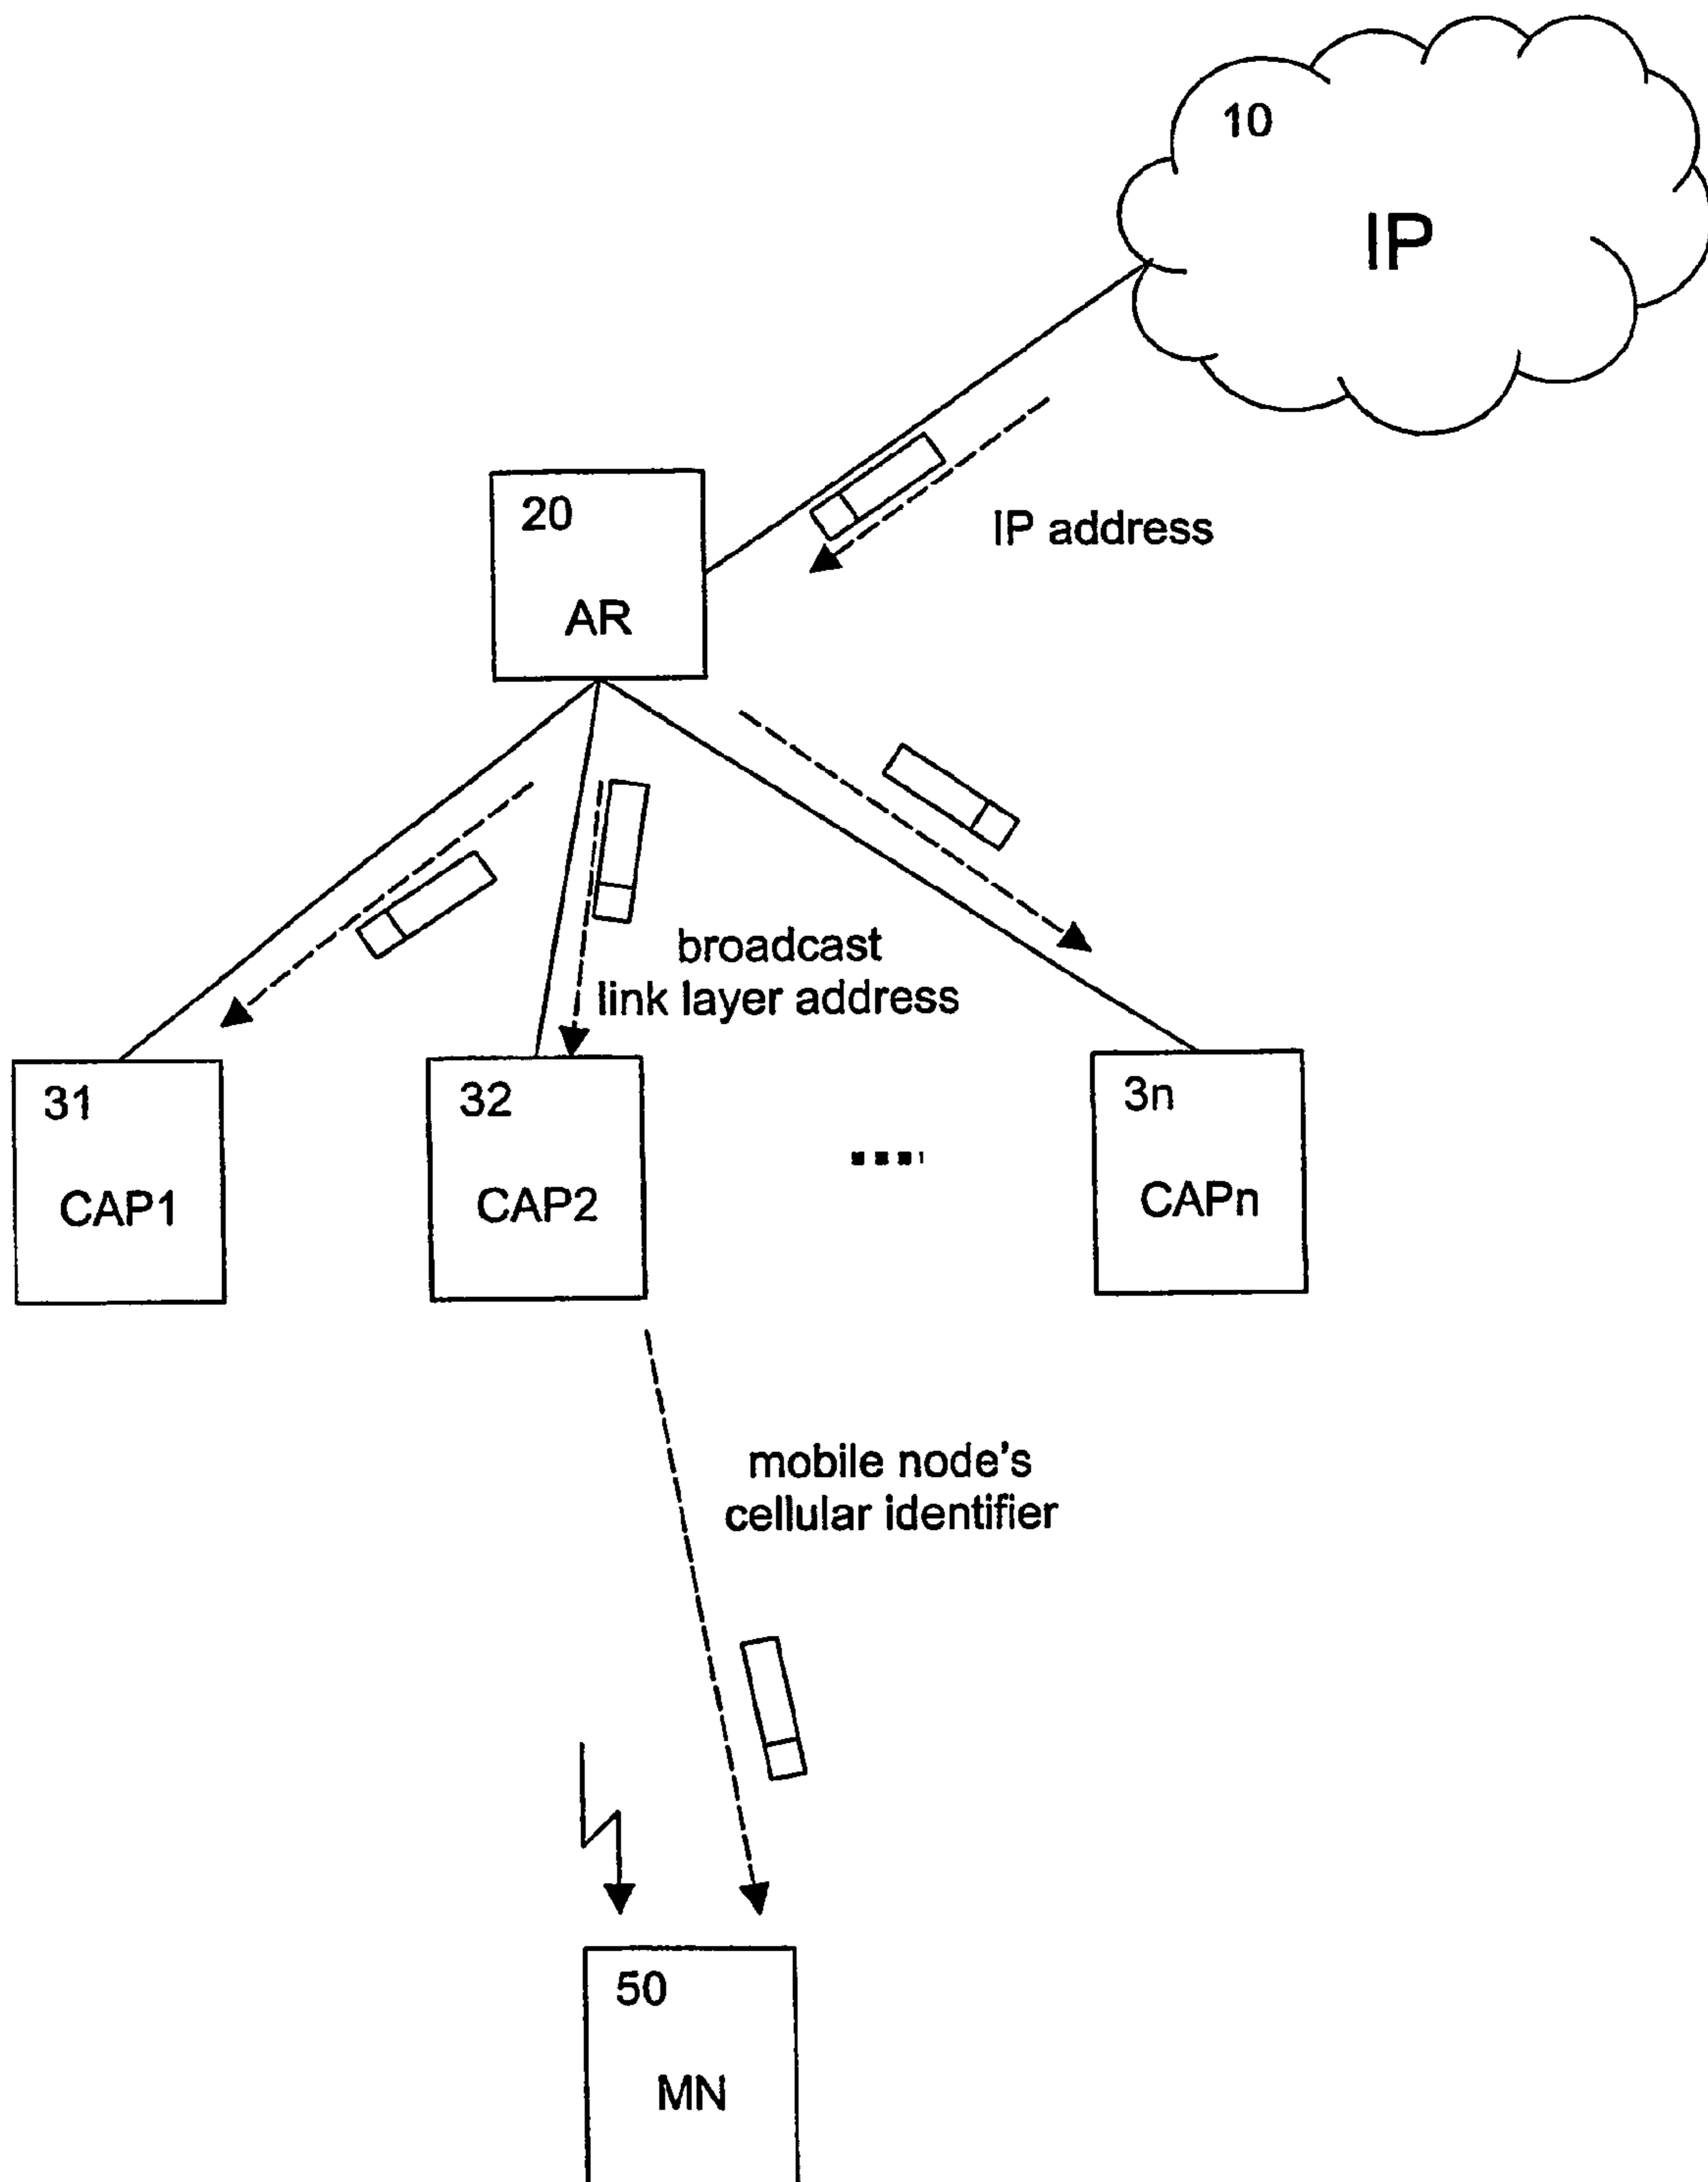 10
IP
20
AR
IP address
broadcast
link layer address
31
CAP1
32
CAP2
3n
CAPn
mobile node's
cellular identifier
50
MN